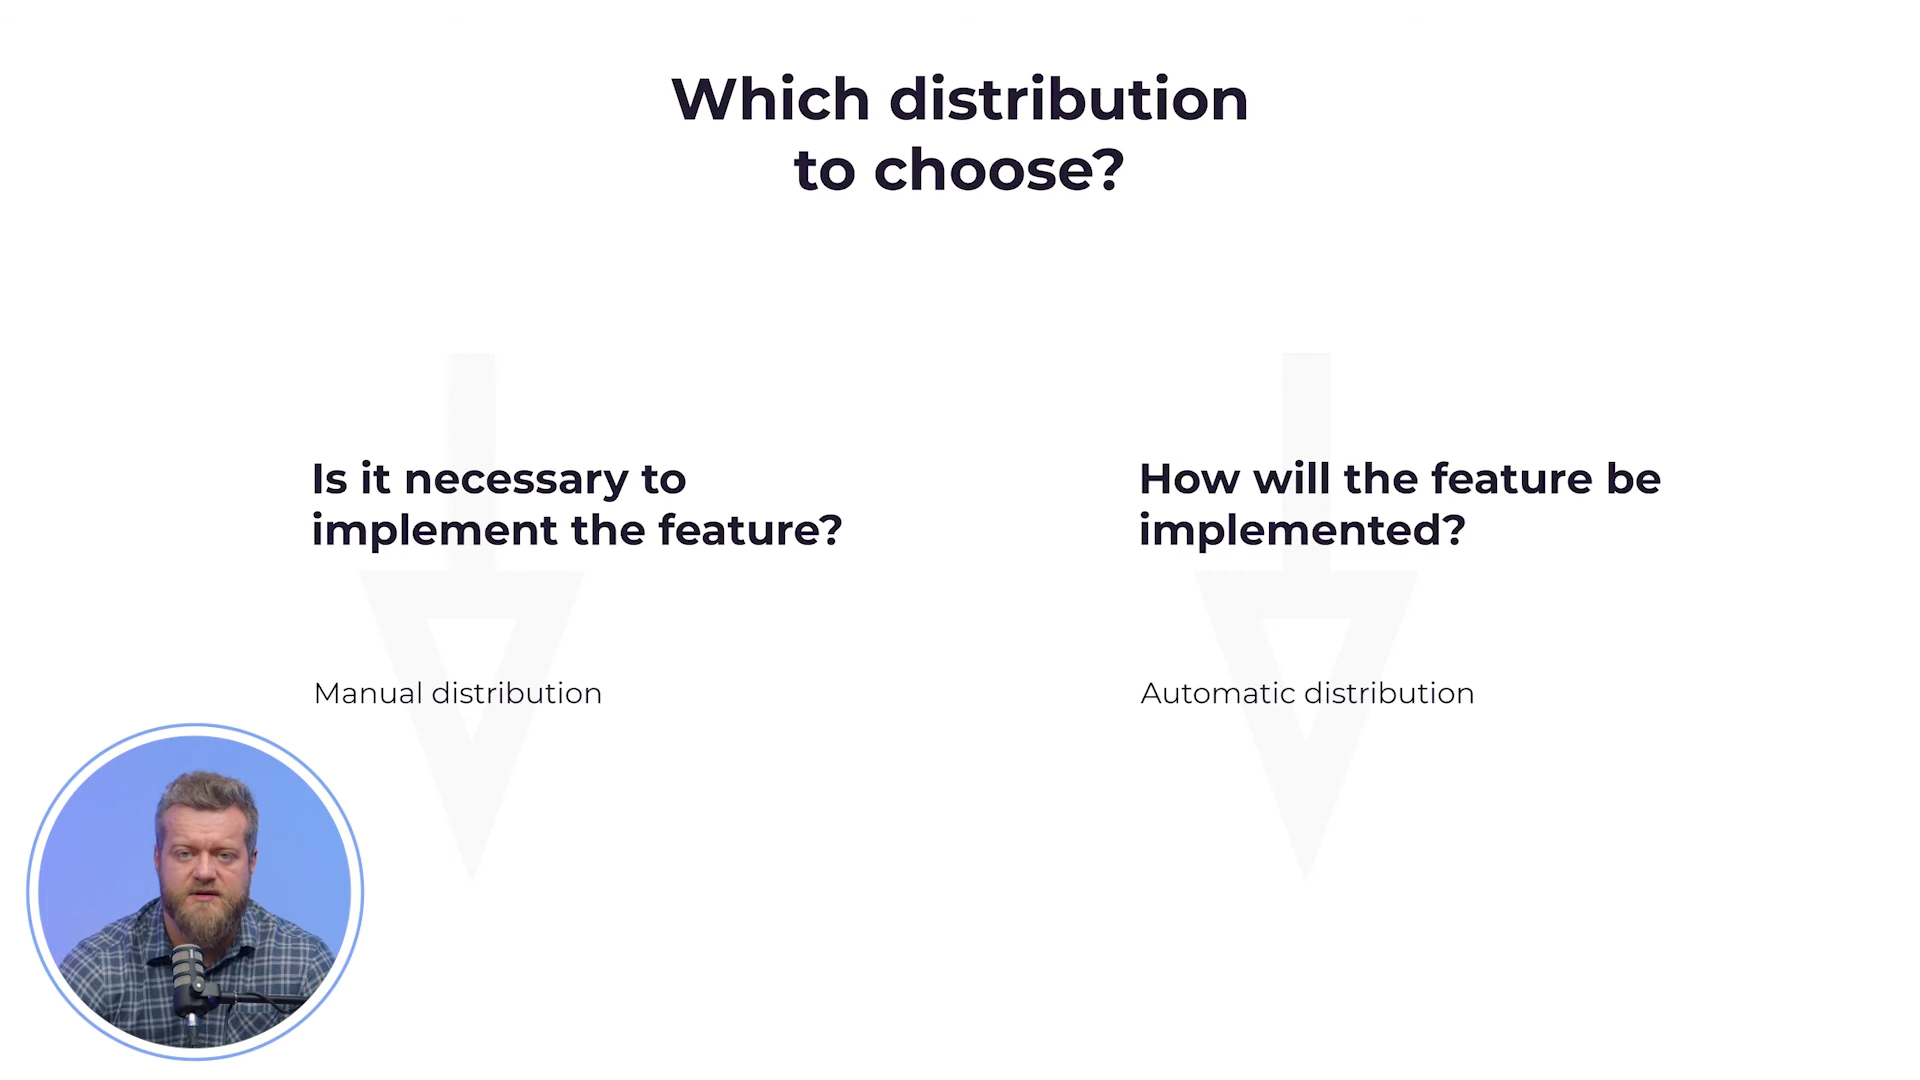 Which distribution
to choose?
Is it necessary to
implement the feature?
Manual distribution
How will the feature be
implemented?
Automatic distribution